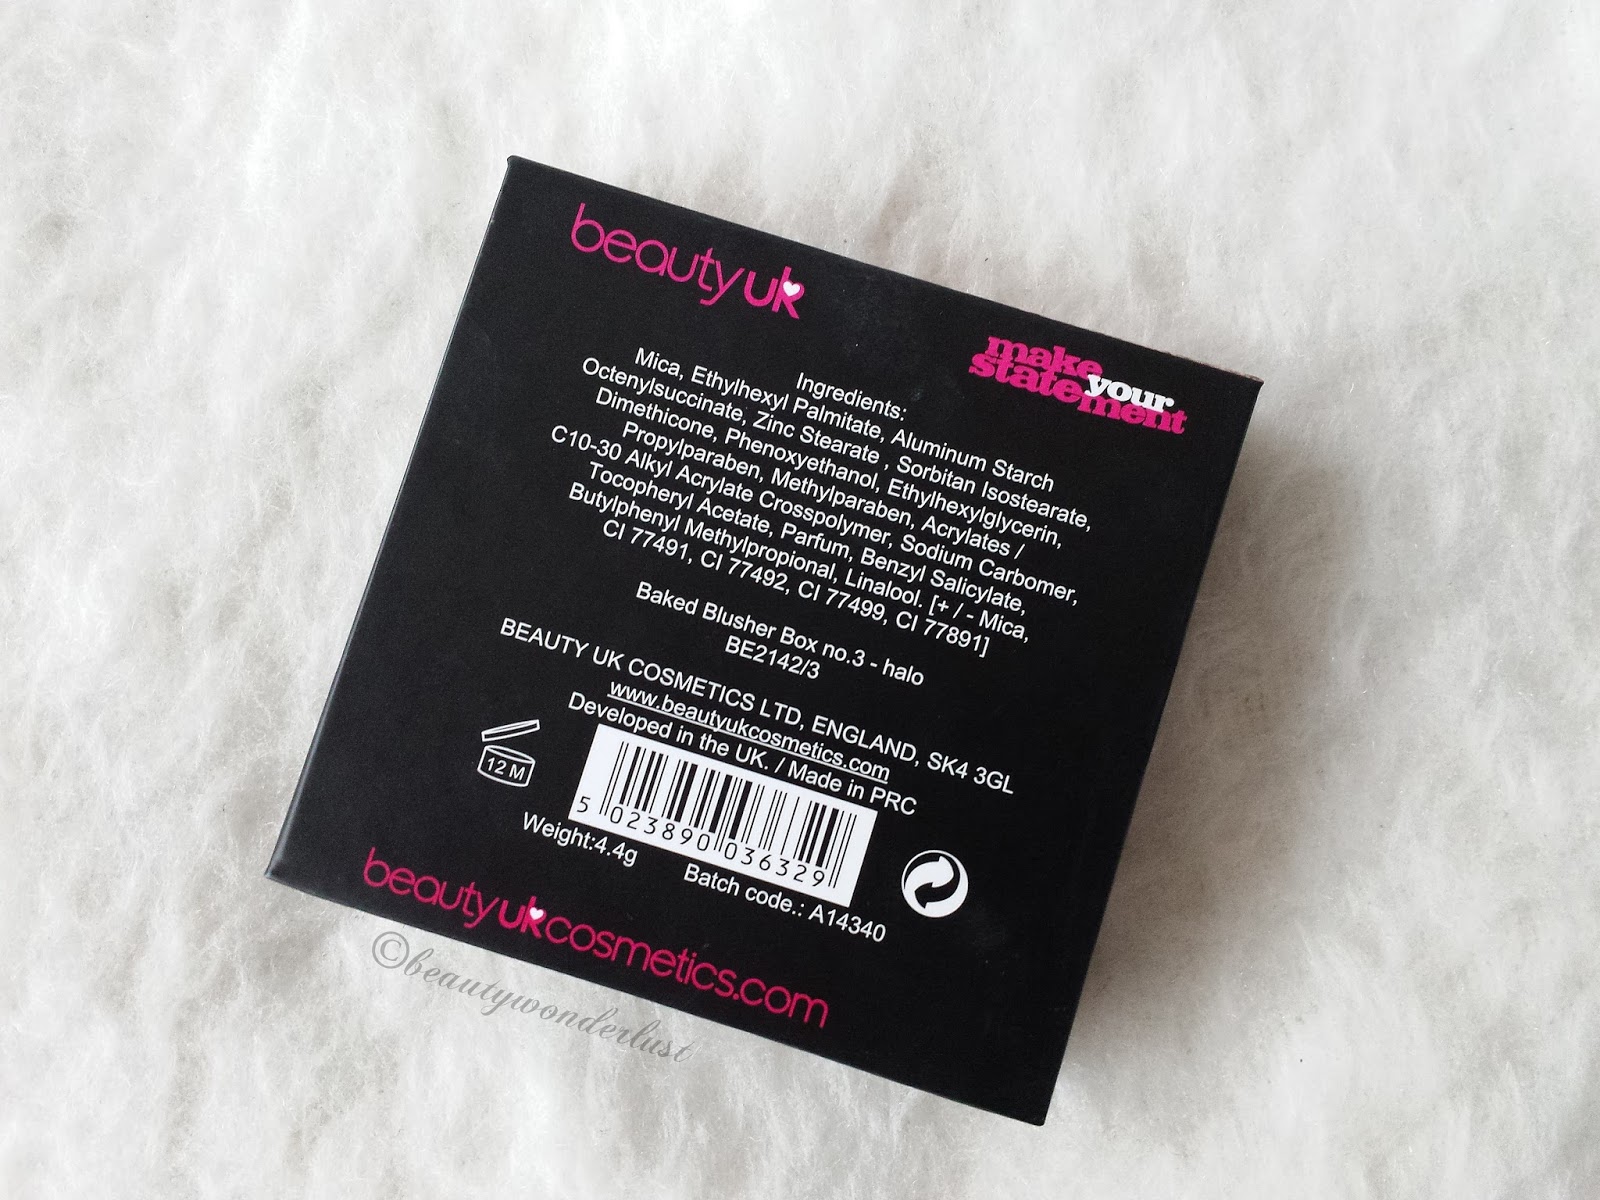 beauty uk
make your statement
Ingredients:
Mica, Ethylhexyl Palmitate, Aluminum Starch
Octenylsuccinate, Zinc Stearate , Sorbitan Isostearate,
Dimethicone, Phenoxyethanol, Ethylhexylglycerin,
Propylparaben, Methylparaben, Acrylates /
C10-30 Alkyl Acrylate Crosspolymer, Sodium Carbomer,
Tocopheryl Acetate, Parfum, Benzyl Salicylate,
Butylphenyl Methylpropional, Linalool. [+ / - Mica,
CI 77491, CI 77492, CI 77499, CI 77891]
Baked Blusher Box no.3 - halo
BE2142/3
BEAUTY UK COSMETICS LTD, ENGLAND, SK4 3GL
www.beautyukcosmetics.com
Developed in the UK. / Made in PRC
12 M
5 023890 036329
Weight:4.4g
Batch code.: A14340
beauty uk cosmetics.com
©beautywonderlust